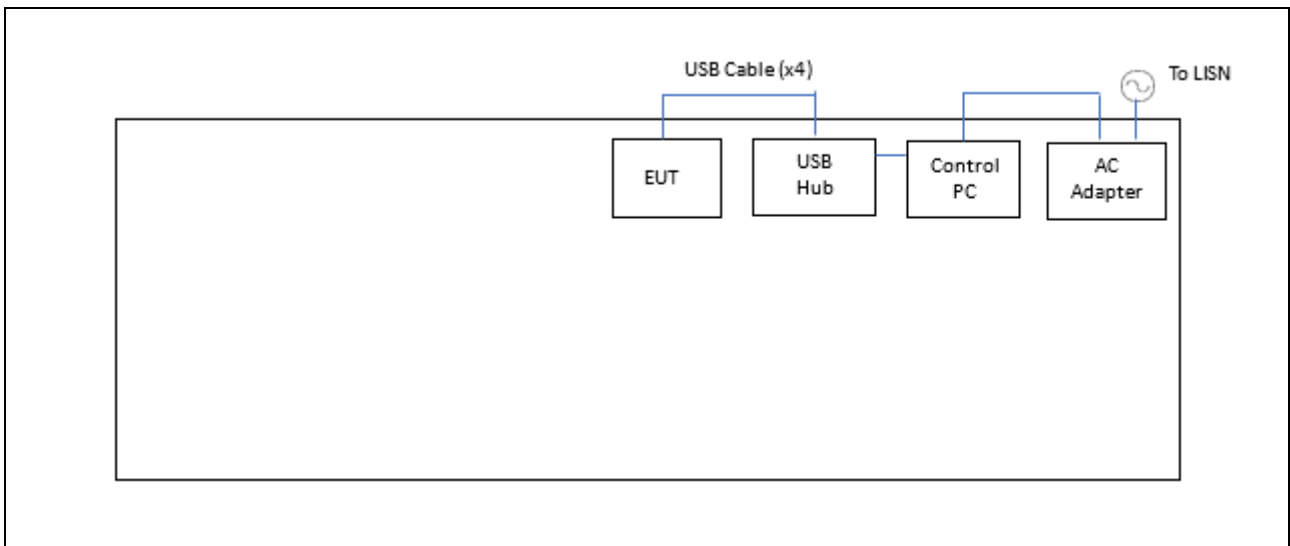 USB Cable (x4)
To LISN
EUT
USB
Hub
Control
PC
AC
Adapter